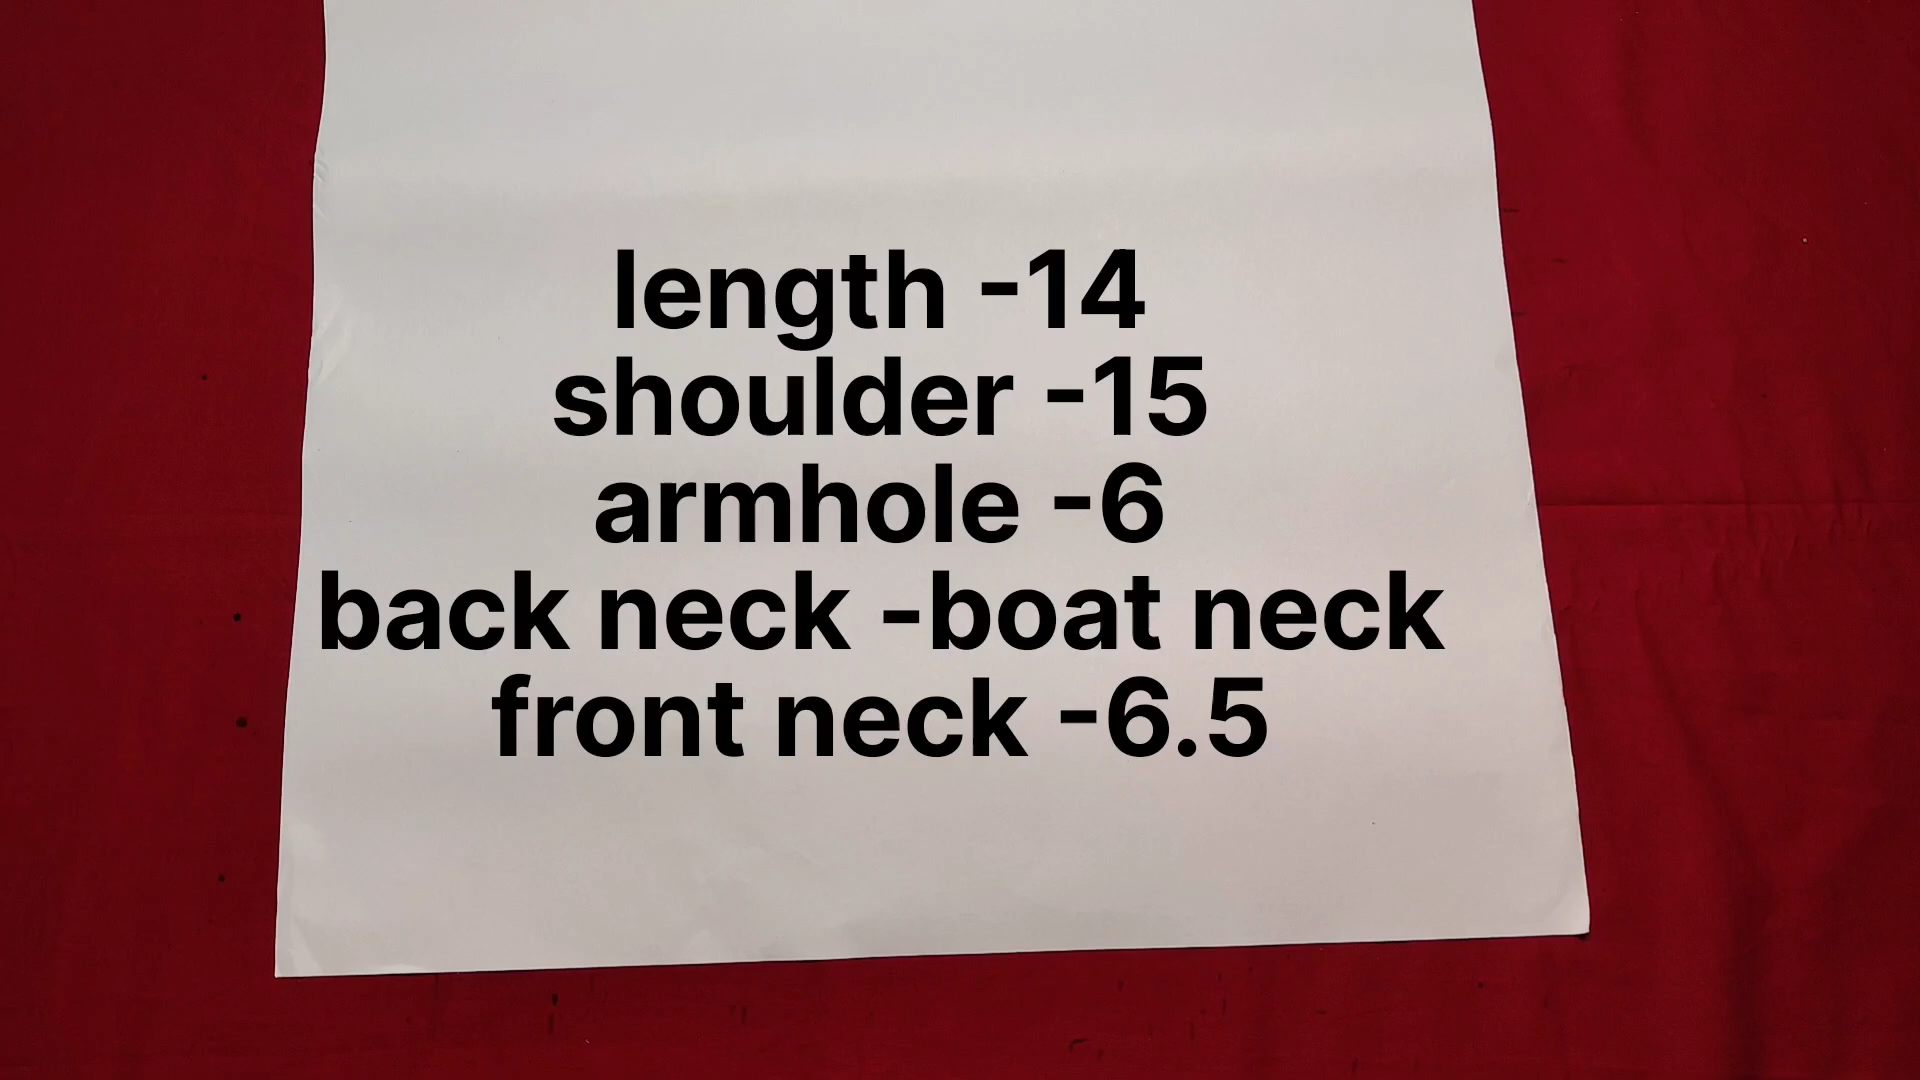 length -14
shoulder -15
armhole -6
back neck -boat neck
front neck -6.5